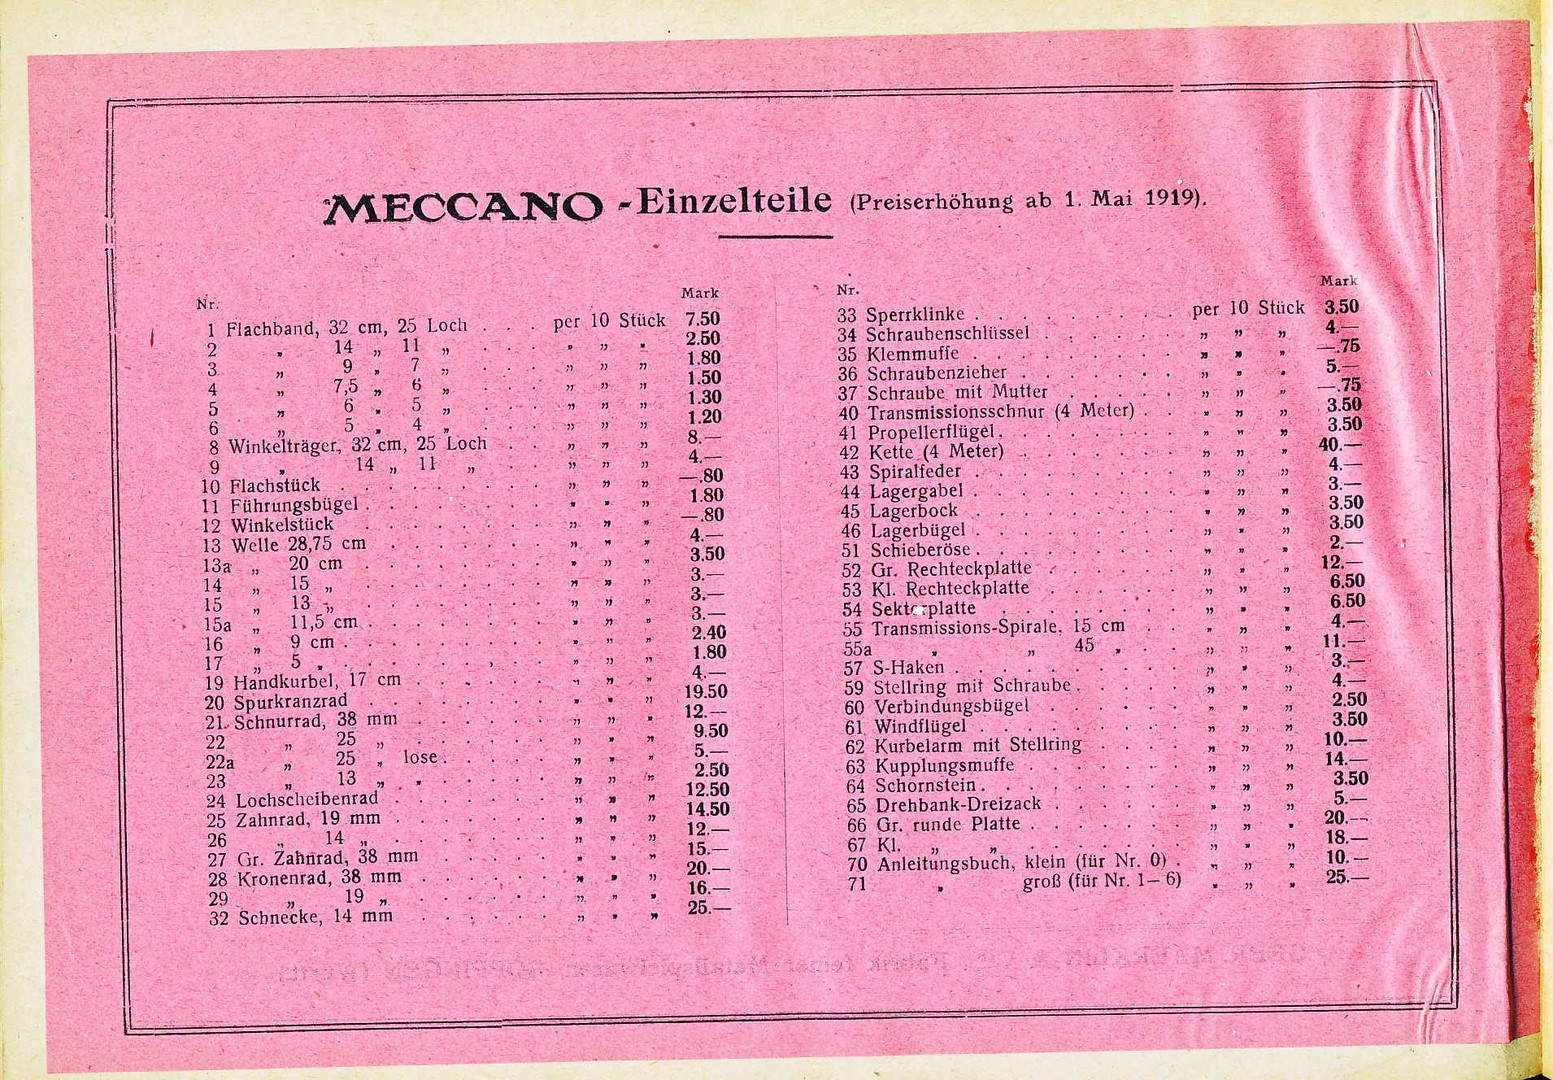 MECCANO-Einzelteile (Preiserhöhung ab 1. Mai 1919).
Nr. Mark
1 Flachband, 32 cm, 25 Loch . . . per 10 Stück 7.50
2 „ 14 „ 11 „ . . . „ „ „ 2.50
3 „ 9 „ 7 „ . . . „ „ „ 1.80
4 „ 7,5 „ 6 „ . . . „ „ „ 1.50
5 „ 6 „ 5 „ . . . „ „ „ 1.30
6 „ 5 „ 4 „ . . . „ „ „ 1.20
8 Winkelträger, 32 cm, 25 Loch . . „ „ „ 8.—
9 „ 14 „ 11 „ . . „ „ „ 4.—
10 Flachstück . . . . . . . . „ „ „ —.80
11 Führungsbügel . . . . . . . „ „ „ 1.80
12 Winkelstück . . . . . . . . „ „ „ —.80
13 Welle 28,75 cm . . . . . . . „ „ „ 4.—
13a „ 20 cm . . . . . . . „ „ „ 3.50
14 „ 15 „ . . . . . . . „ „ „ 3.—
15 „ 13 „ . . . . . . . „ „ „ 3.—
15a „ 11,5 cm . . . . . . . „ „ „ 3.—
16 „ 9 cm . . . . . . . . „ „ „ 2.40
17 „ 5 „ . . . . . . . . „ „ „ 1.80
19 Handkurbel, 17 cm . . . . . . „ „ „ 4.—
20 Spurkranzrad . . . . . . . . „ „ „ 19.50
21 Schnurrad, 38 mm . . . . . . „ „ „ 12.—
22 „ 25 „ . . . . . . „ „ „ 9.50
22a „ 25 „ lose . . . . . „ „ „ 5.—
23 „ 13 „ „ . . . . . „ „ „ 2.50
24 Lochscheibenrad . . . . . . . „ „ „ 12.50
25 Zahnrad, 19 mm . . . . . . . „ „ „ 14.50
26 „ 14 „ . . . . . . . „ „ „ 12.—
27 Gr. Zahnrad, 38 mm . . . . . „ „ „ 15.—
28 Kronenrad, 38 mm . . . . . . „ „ „ 20.—
29 „ 19 „ . . . . . . „ „ „ 16.—
32 Schnecke, 14 mm . . . . . . „ „ „ 25.—
Nr. Mark
33 Sperrklinke . . . . . . . . . per 10 Stück 3.50
34 Schraubenschlüssel . . . . . . „ „ „ 4.—
35 Klemmuffe . . . . . . . . . „ „ „ —.75
36 Schraubenzieher . . . . . . . „ „ „ 5.—
37 Schraube mit Mutter . . . . . . „ „ „ —.75
40 Transmissionsschnur (4 Meter) . . „ „ „ 3.50
41 Propellerflügel . . . . . . . . „ „ „ 3.50
42 Kette (4 Meter) . . . . . . . „ „ „ 40.—
43 Spiralfeder . . . . . . . . . „ „ „ 4.—
44 Lagergabel . . . . . . . . . „ „ „ 3.—
45 Lagerbock . . . . . . . . . „ „ „ 3.50
46 Lagerbügel . . . . . . . . . „ „ „ 3.50
51 Schieberöse . . . . . . . . . „ „ „ 2.—
52 Gr. Rechteckplatte . . . . . . „ „ „ 12.—
53 Kl. Rechteckplatte . . . . . . „ „ „ 6.50
54 Sektorplatte . . . . . . . . „ „ „ 6.50
55 Transmissions-Spirale, 15 cm . . „ „ „ 4.—
55a „ „ 45 „ . . „ „ „ 11.—
57 S-Haken . . . . . . . . . . „ „ „ 3.—
59 Stellring mit Schraube . . . . . „ „ „ 4.—
60 Verbindungsbügel . . . . . . . „ „ „ 2.50
61 Windflügel . . . . . . . . . „ „ „ 3.50
62 Kurbelarm mit Stellring . . . . „ „ „ 10.—
63 Kupplungsmuffe . . . . . . . „ „ „ 14.—
64 Schornstein . . . . . . . . . „ „ „ 3.50
65 Drehbank-Dreizack . . . . . . „ „ „ 5.—
66 Gr. runde Platte . . . . . . . „ „ „ 20.—
67 Kl. „ „ . . . . . . . „ „ „ 18.—
70 Anleitungsbuch, klein (für Nr. 0) . „ „ „ 10.—
71 „ groß (für Nr. 1–6) „ „ „ 25.—